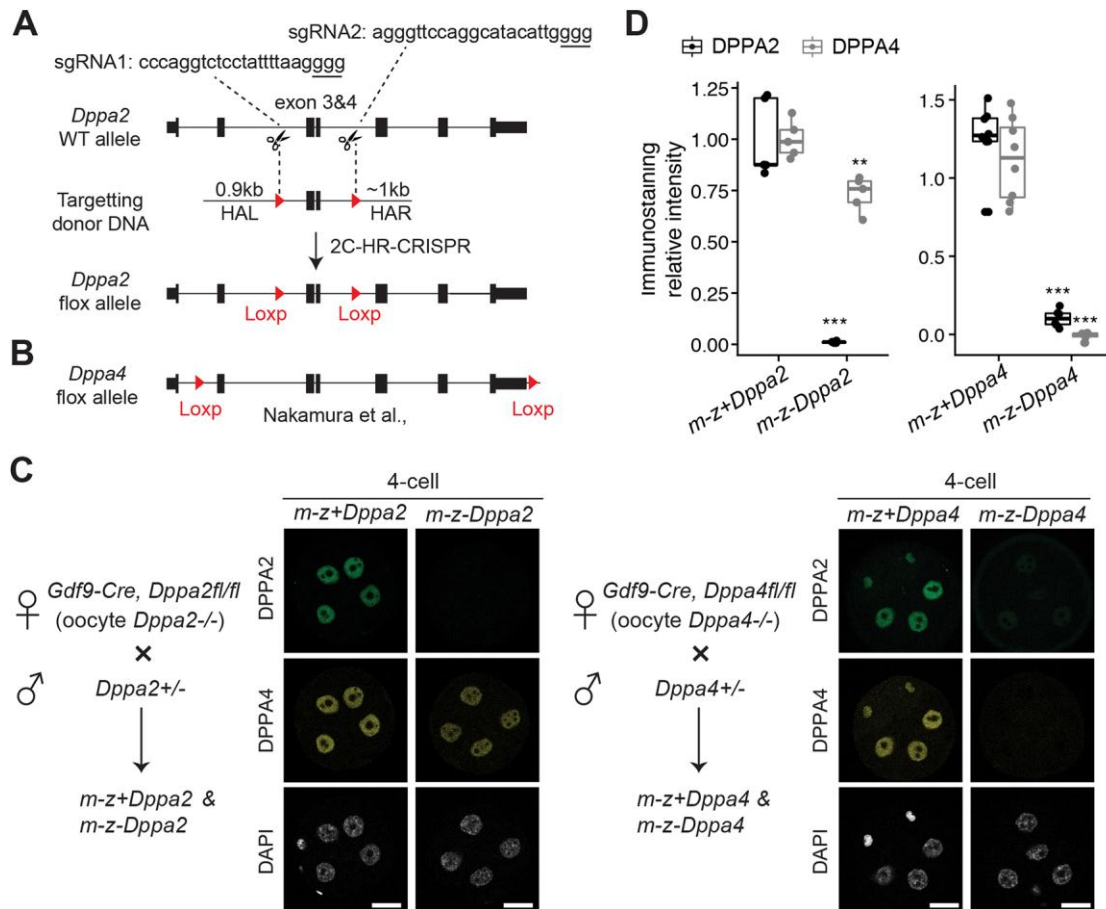 A
sgRNA2: agggttccaggcatacattgggg
sgRNA1: cccaggtctcctattttaaggggg
exon 3&4
Dppa2
WT allele
0.9kb
HAL
~1kb
HAR
Targetting
donor DNA
2C-HR-CRISPR
Dppa2
flox allele
Loxp
Loxp
B
Dppa4
flox allele
Loxp
Loxp
Nakamura et al.,
D
DPPA2
DPPA4
Immunostaining
relative intensity
1.25
1.00
0.75
0.50
0.25
0.00
**
***
m-z+Dppa2
m-z-Dppa2
1.5
1.0
0.5
0.0
***
***
m-z+Dppa4
m-z-Dppa4
C
4-cell
m-z+Dppa2
m-z-Dppa2
DPPA2
DPPA4
DAPI
♀
Gdf9-Cre, Dppa2fl/fl
(oocyte Dppa2-/-)
×
♂
Dppa2+/-
m-z+Dppa2 &
m-z-Dppa2
4-cell
m-z+Dppa4
m-z-Dppa4
DPPA2
DPPA4
DAPI
♀
Gdf9-Cre, Dppa4fl/fl
(oocyte Dppa4-/-)
×
♂
Dppa4+/-
m-z+Dppa4 &
m-z-Dppa4